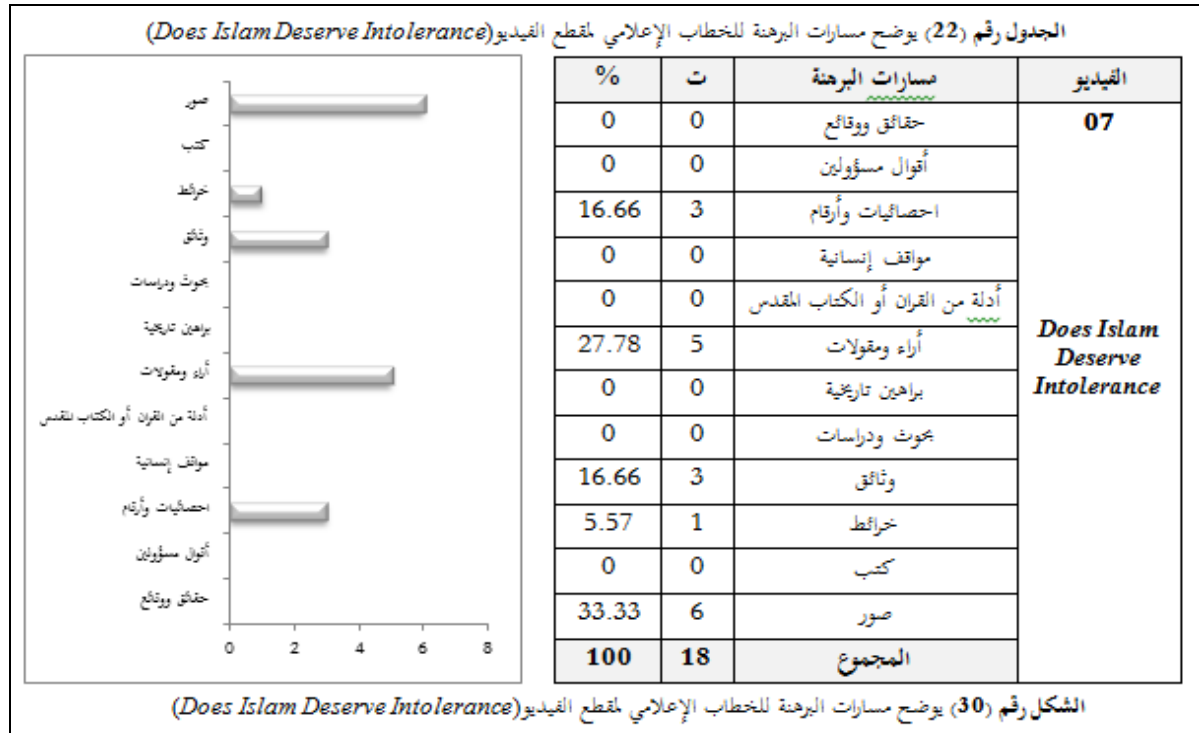 الجدول رقم (22) يوضح مسارات البرهنة للخطاب الإعلامي لمقطع الفيديو(Does Islam Deserve Intolerance)
الفيديو مسارات البرهنة ت %
07 حقائق ووقائع 0 0
أقوال مسؤولين 0 0
احصائيات وأرقام 3 16.66
مواقف إنسانية 0 0
أدلة من القران أو الكتاب المقدس 0 0
Does Islam
Deserve
Intolerance
أراء ومقولات 5 27.78
براهين تاريخية 0 0
بحوث ودراسات 0 0
وثائق 3 16.66
خرائط 1 5.57
كتب 0 0
صور 6 33.33
المجموع 18 100
صور
كتب
خرائط
وثائق
بحوث ودراسات
براهين تاريخية
أراء ومقولات
أدلة من القران أو الكتاب المقدس
مواقف إنسانية
احصائيات وأرقام
أقوال مسؤولين
حقائق ووقائع
0 2 4 6 8
الشكل رقم (30) يوضح مسارات البرهنة للخطاب الإعلامي لمقطع الفيديو(Does Islam Deserve Intolerance)